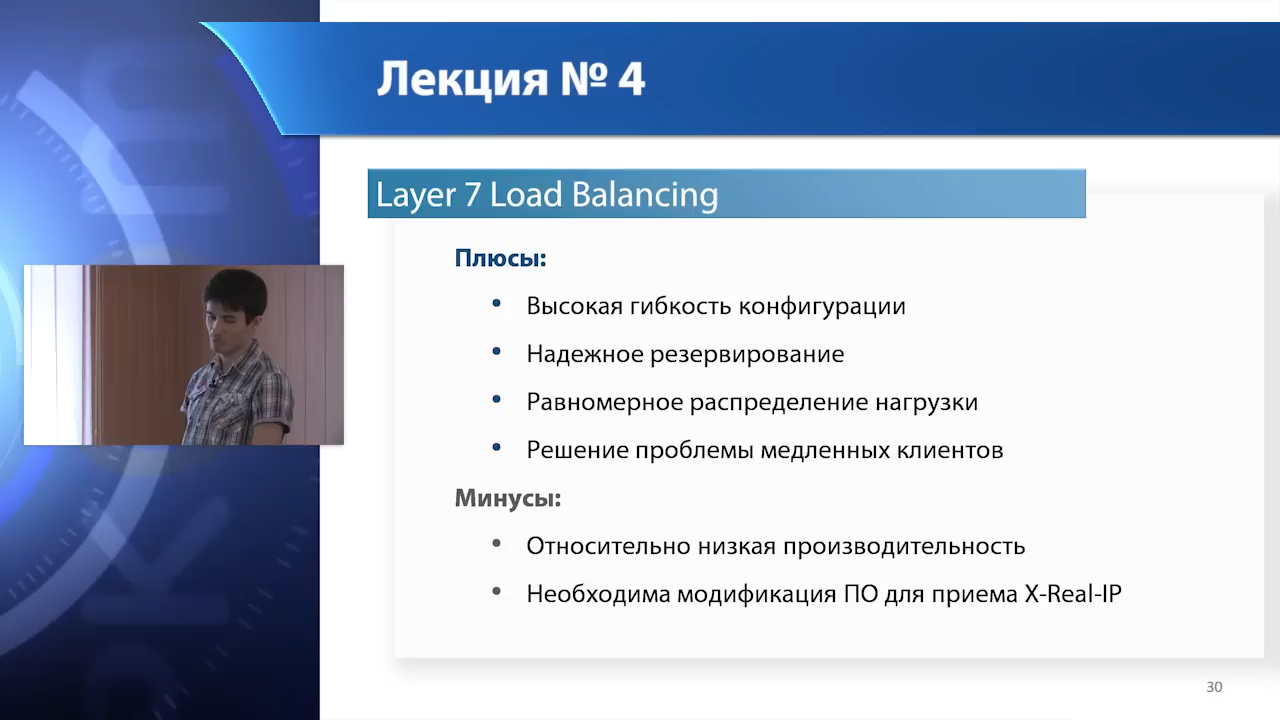 Лекция № 4
Layer 7 Load Balancing
Плюсы:
• Высокая гибкость конфигурации
• Надежное резервирование
• Равномерное распределение нагрузки
• Решение проблемы медленных клиентов
Минусы:
• Относительно низкая производительность
• Необходима модификация ПО для приема X-Real-IP
30